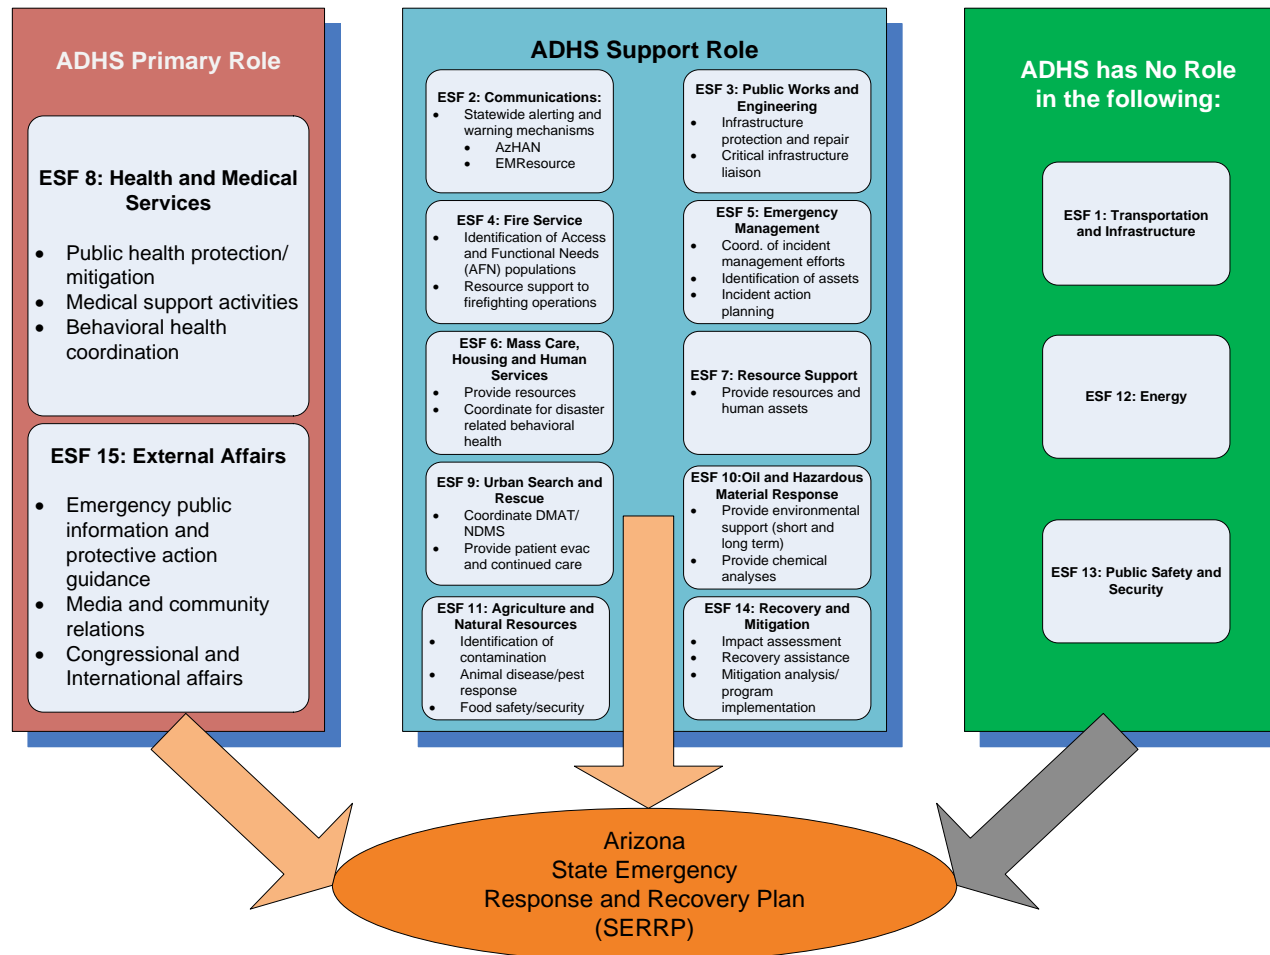 ADHS Primary Role
ESF 8: Health and Medical
Services
• Public health protection/
mitigation
• Medical support activities
• Behavioral health
coordination
ESF 15: External Affairs
• Emergency public
information and
protective action
guidance
• Media and community
relations
• Congressional and
International affairs
ADHS Support Role
ESF 2: Communications:
• Statewide alerting and
warning mechanisms
• AzHAN
• EMResource
ESF 3: Public Works and
Engineering
• Infrastructure
protection and repair
• Critical infrastructure
liaison
ESF 4: Fire Service
• Identification of Access
and Functional Needs
(AFN) populations
• Resource support to
firefighting operations
ESF 5: Emergency
Management
• Coord. of incident
management efforts
• Identification of assets
• Incident action
planning
ESF 6: Mass Care,
Housing and Human
Services
• Provide resources
• Coordinate for disaster
related behavioral
health
ESF 7: Resource Support
• Provide resources and
human assets
ESF 9: Urban Search and
Rescue
• Coordinate DMAT/
NDMS
• Provide patient evac
and continued care
ESF 10:Oil and Hazardous
Material Response
• Provide environmental
support (short and
long term)
• Provide chemical
analyses
ESF 11: Agriculture and
Natural Resources
• Identification of
contamination
• Animal disease/pest
response
• Food safety/security
ESF 14: Recovery and
Mitigation
• Impact assessment
• Recovery assistance
• Mitigation analysis/
program
implementation
ADHS has No Role
in the following:
ESF 1: Transportation
and Infrastructure
ESF 12: Energy
ESF 13: Public Safety and
Security
Arizona
State Emergency
Response and Recovery Plan
(SERRP)